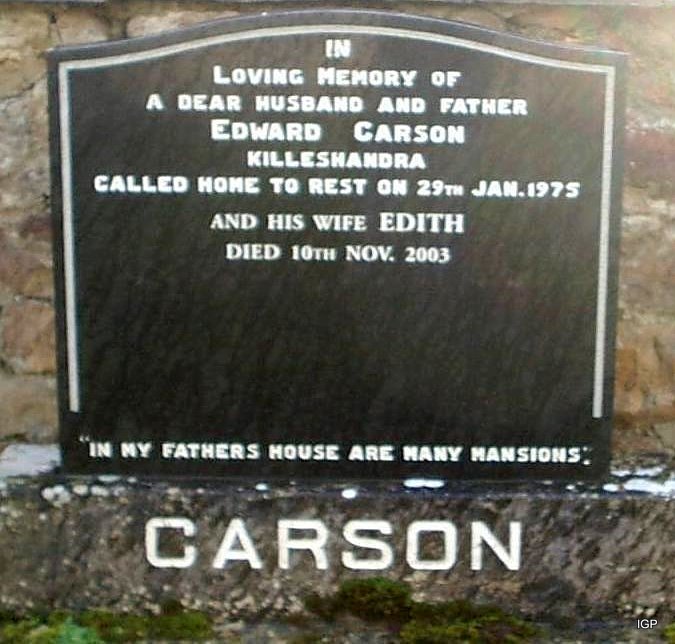 IN
LOVING MEMORY OF
A DEAR HUSBAND AND FATHER
EDWARD CARSON
KILLESHANDRA
CALLED HOME TO REST ON 29TH JAN.1975
AND HIS WIFE EDITH
DIED 10TH NOV. 2003
"IN MY FATHERS HOUSE ARE MANY MANSIONS".
CARSON
IGP